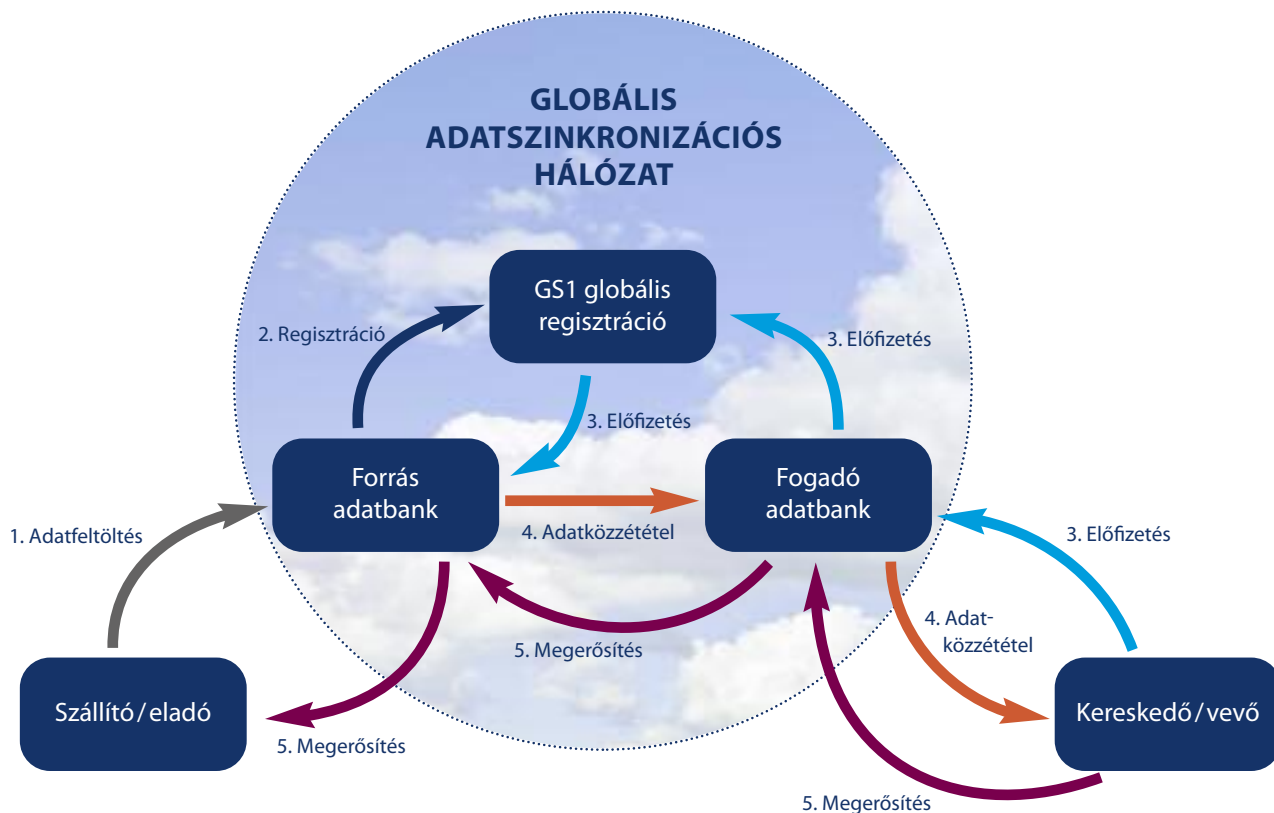 GLOBÁLIS
ADATSZINKRONIZÁCIÓS
HÁLÓZAT
GS1 globális
regisztráció
2. Regisztráció
3. Előfizetés
3. Előfizetés
Forrás
adatbank
Fogadó
adatbank
1. Adatfeltöltés
4. Adatközzététel
3. Előfizetés
4. Adat-
közzététel
5. Megerősítés
Szállító/eladó
Kereskedő/vevő
5. Megerősítés
5. Megerősítés